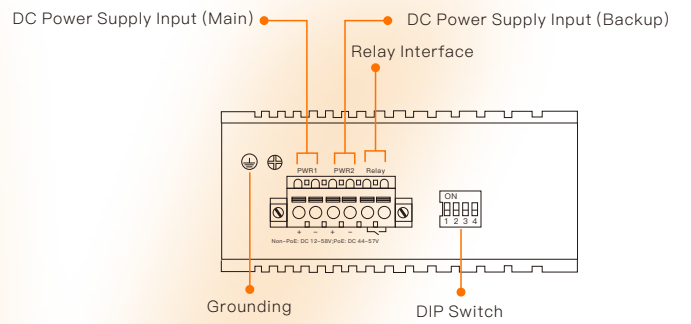 DC Power Supply Input (Main)
DC Power Supply Input (Backup)
Relay Interface
PWR1 PWR2 Relay
ON
1 2 3 4
+ − + −
Non-PoE: DC 12-58V;PoE: DC 44-57V
Grounding
DIP Switch